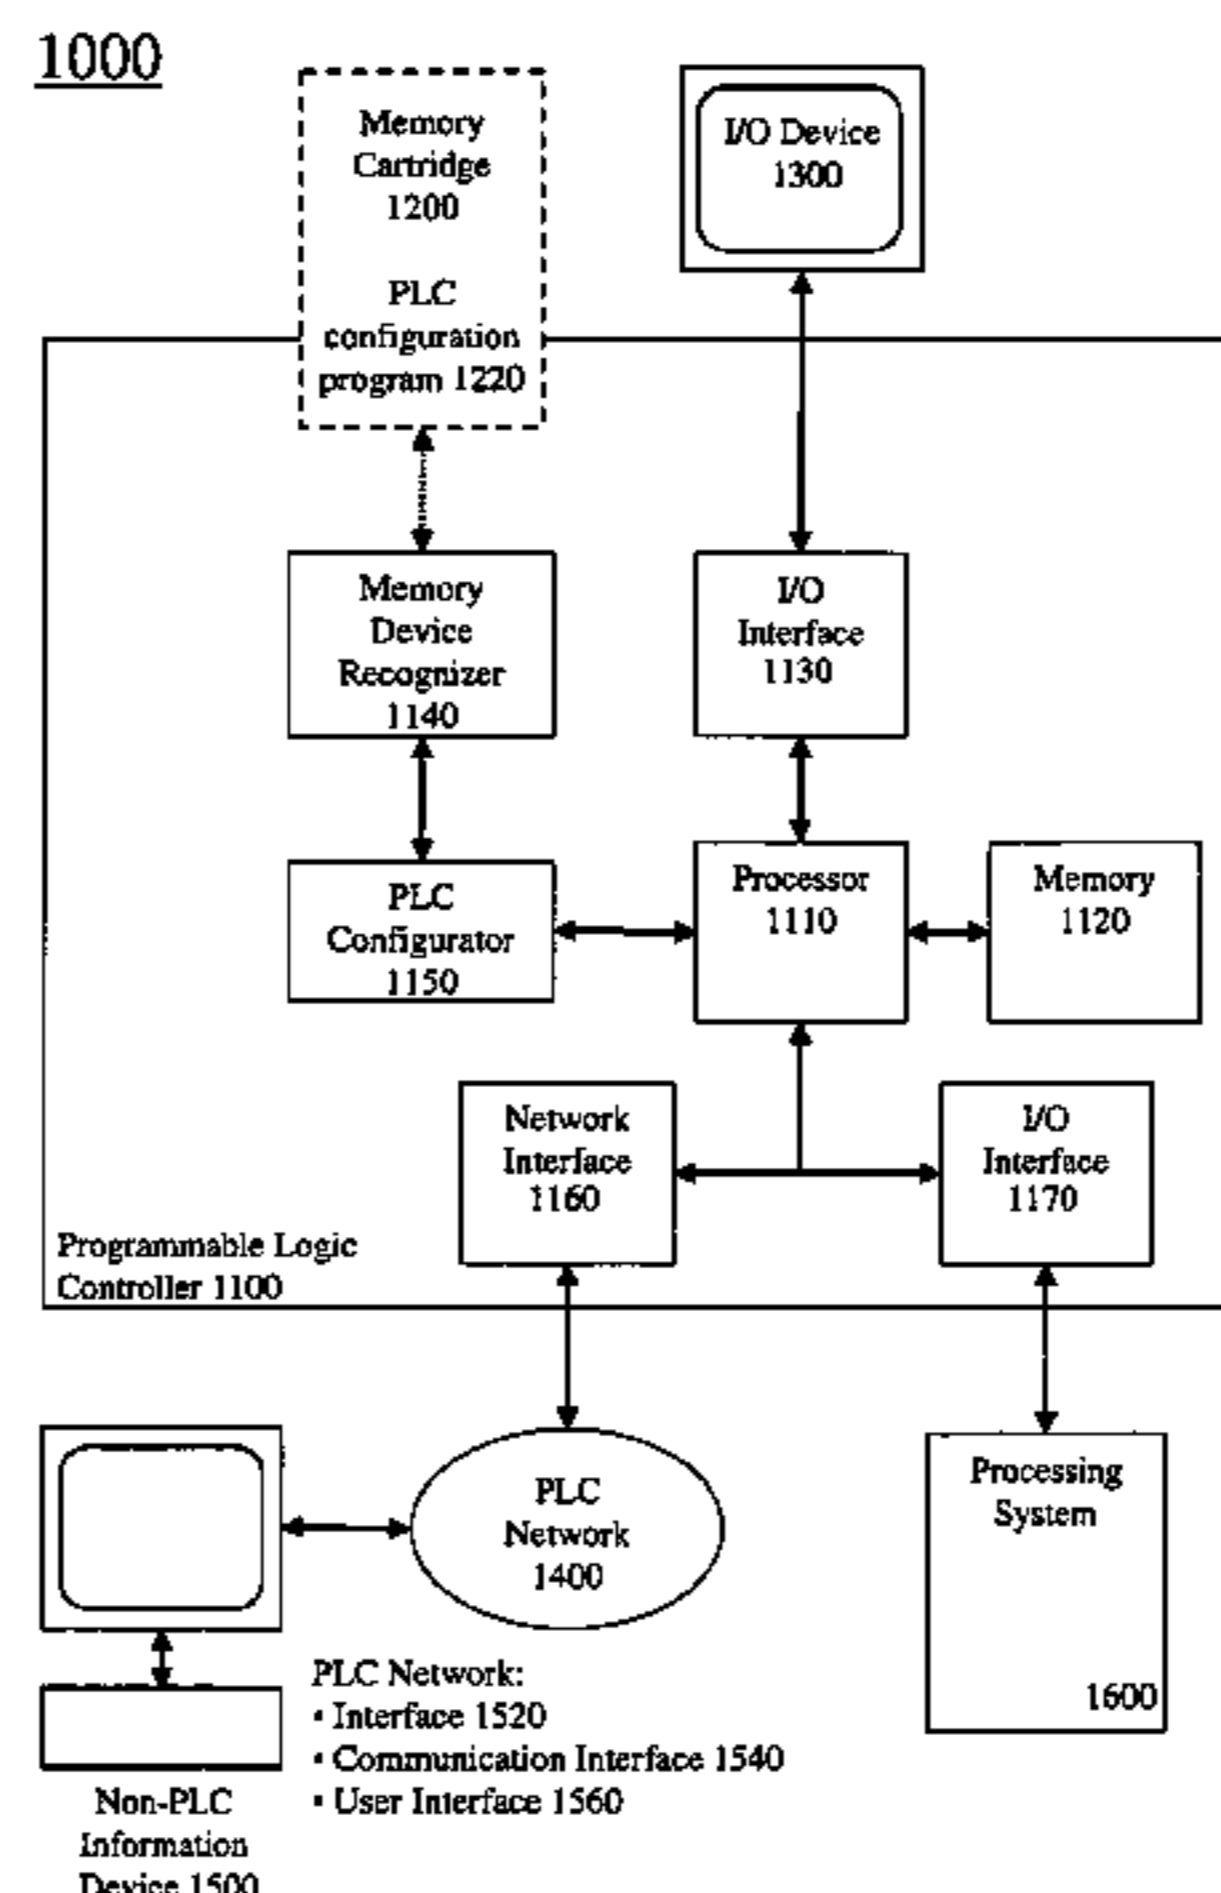 1000
Memory
Cartridge
1200
PLC
configuration
program 1220
I/O Device
1300
Memory
Device
Recognizer
1140
I/O
Interface
1130
PLC
Configurator
1150
Processor
1110
Memory
1120
Network
Interface
1160
I/O
Interface
1170
Programmable Logic
Controller 1100
PLC
Network
1400
Processing
System
1600
PLC Network:
▪ Interface 1520
▪ Communication Interface 1540
▪ User Interface 1560
Non-PLC
Information
Device 1500